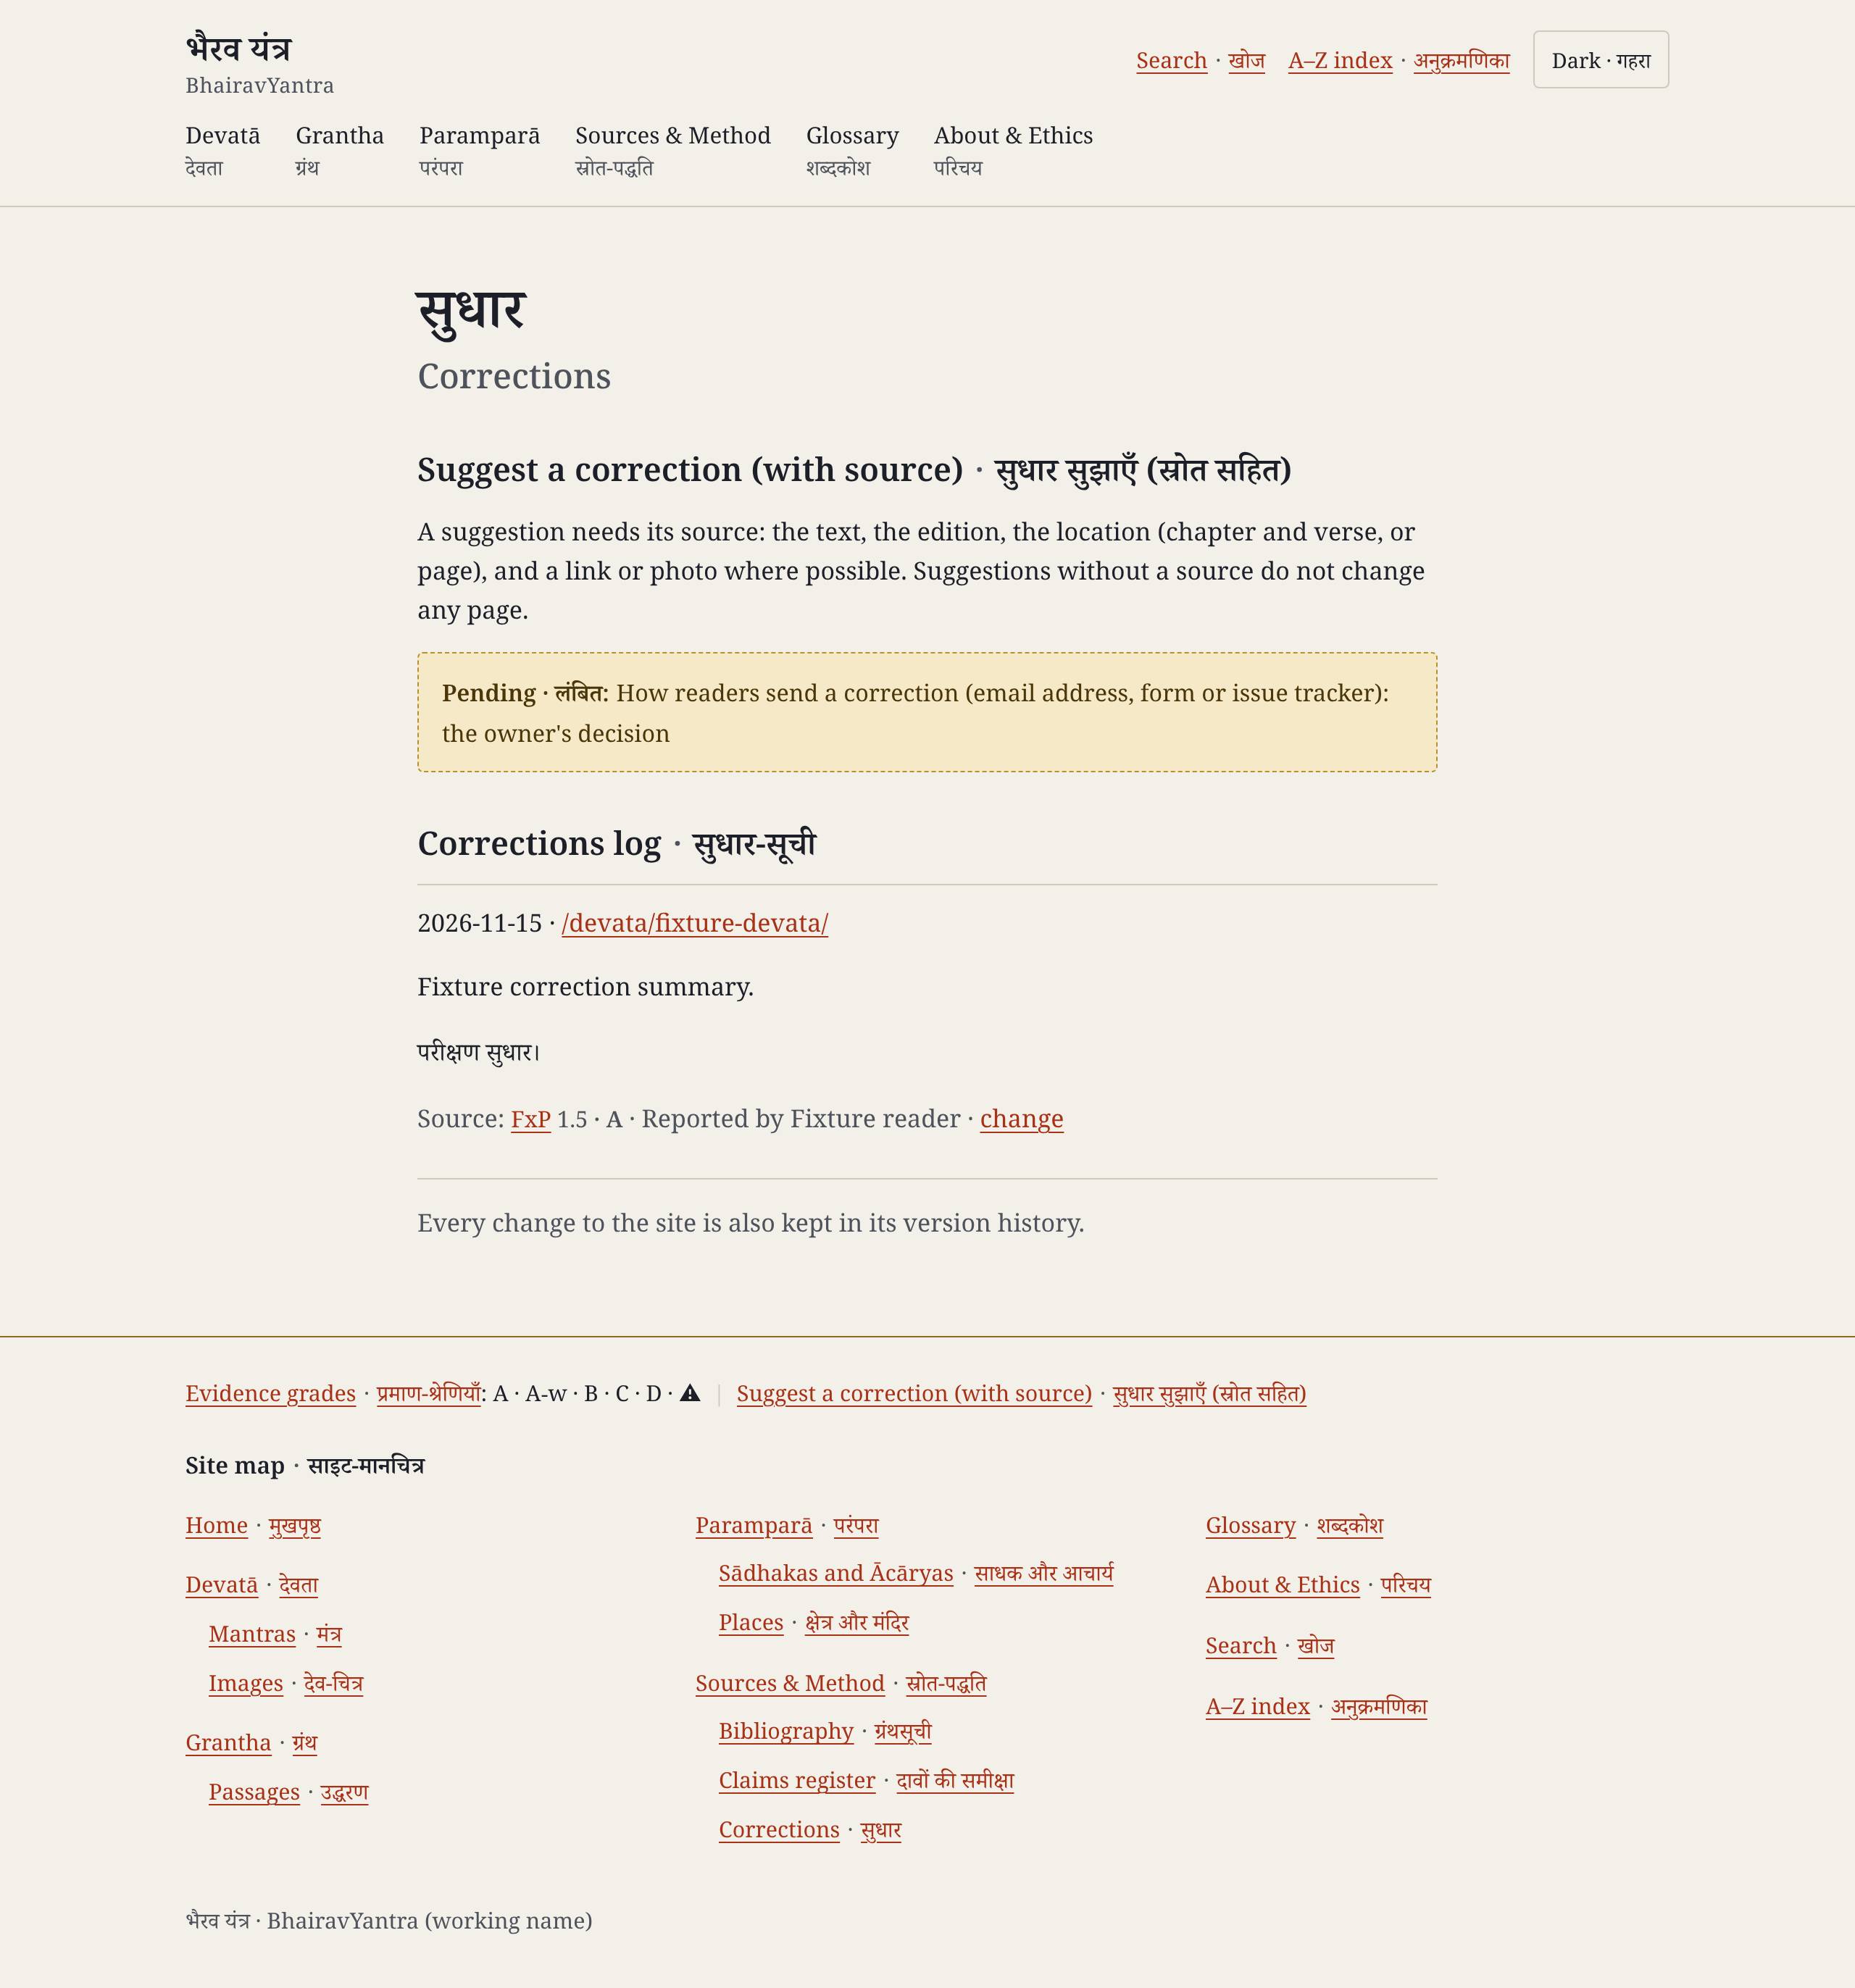 भैरव यंत्र
BhairavYantra
Search · खोज A–Z index · अनुक्रमणिका Dark · गहरा
Devatā Grantha Paramparā Sources & Method Glossary About & Ethics
देवता ग्रंथ परंपरा स्रोत-पद्धति शब्दकोश परिचय
सुधार
Corrections
Suggest a correction (with source) · सुधार सुझाएँ (स्रोत सहित)
A suggestion needs its source: the text, the edition, the location (chapter and verse, or
page), and a link or photo where possible. Suggestions without a source do not change
any page.
Pending · लंबित: How readers send a correction (email address, form or issue tracker):
the owner's decision
Corrections log · सुधार-सूची
2026-11-15 · /devata/fixture-devata/
Fixture correction summary.
परीक्षण सुधार।
Source: FxP 1.5 · A · Reported by Fixture reader · change
Every change to the site is also kept in its version history.
Evidence grades · प्रमाण-श्रेणियाँ: A · A-w · B · C · D · ⚠ | Suggest a correction (with source) · सुधार सुझाएँ (स्रोत सहित)
Site map · साइट-मानचित्र
Home · मुखपृष्ठ
Devatā · देवता
Mantras · मंत्र
Images · देव-चित्र
Grantha · ग्रंथ
Passages · उद्धरण
Paramparā · परंपरा
Sādhakas and Ācāryas · साधक और आचार्य
Places · क्षेत्र और मंदिर
Sources & Method · स्रोत-पद्धति
Bibliography · ग्रंथसूची
Claims register · दावों की समीक्षा
Corrections · सुधार
Glossary · शब्दकोश
About & Ethics · परिचय
Search · खोज
A–Z index · अनुक्रमणिका
भैरव यंत्र · BhairavYantra (working name)